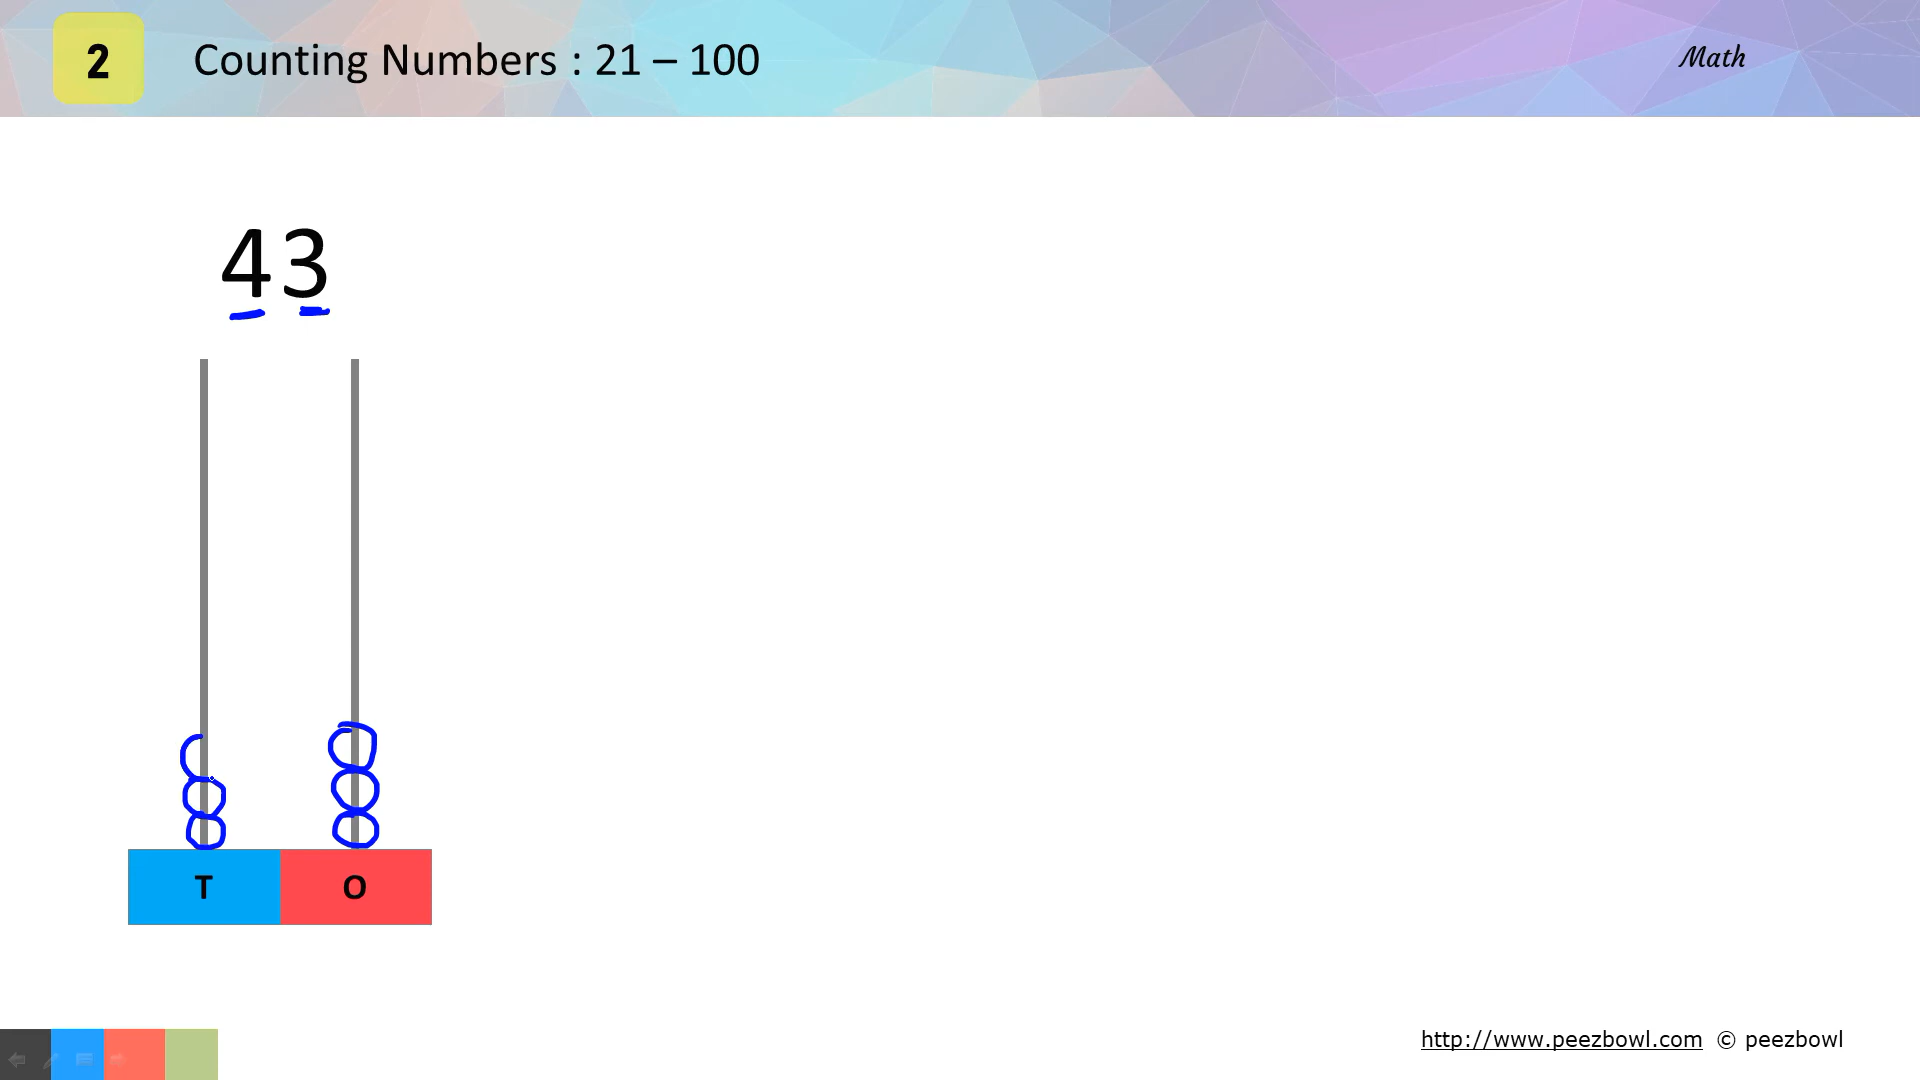 2
Counting Numbers : 21 – 100
Math
43
T O
http://www.peezbowl.com © peezbowl